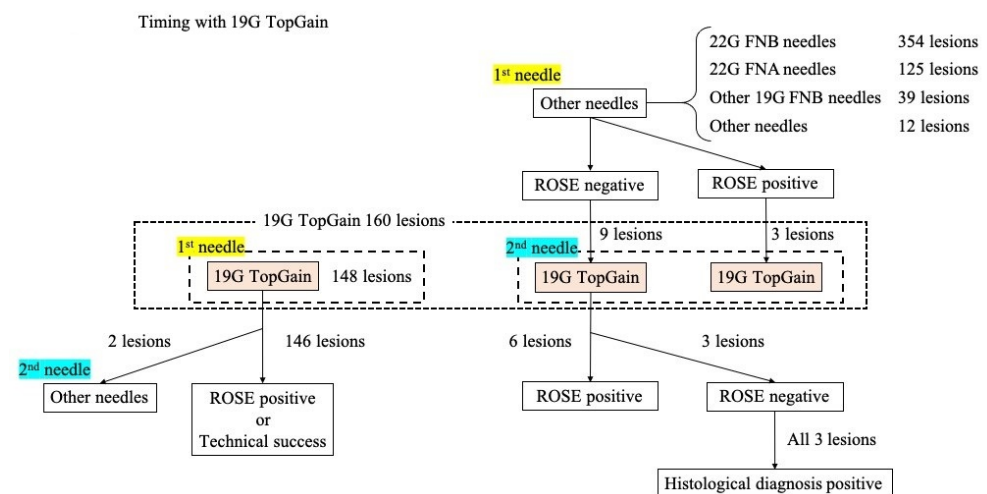 Timing with 19G TopGain
22G FNB needles 354 lesions
22G FNA needles 125 lesions
1st needle
Other needles
Other 19G FNB needles 39 lesions
Other needles 12 lesions
ROSE negative
ROSE positive
19G TopGain 160 lesions
9 lesions
3 lesions
1st needle
2nd needle
19G TopGain
148 lesions
19G TopGain
19G TopGain
2 lesions
146 lesions
6 lesions
3 lesions
2nd needle
Other needles
ROSE positive
or
Technical success
ROSE positive
ROSE negative
All 3 lesions
Histological diagnosis positive